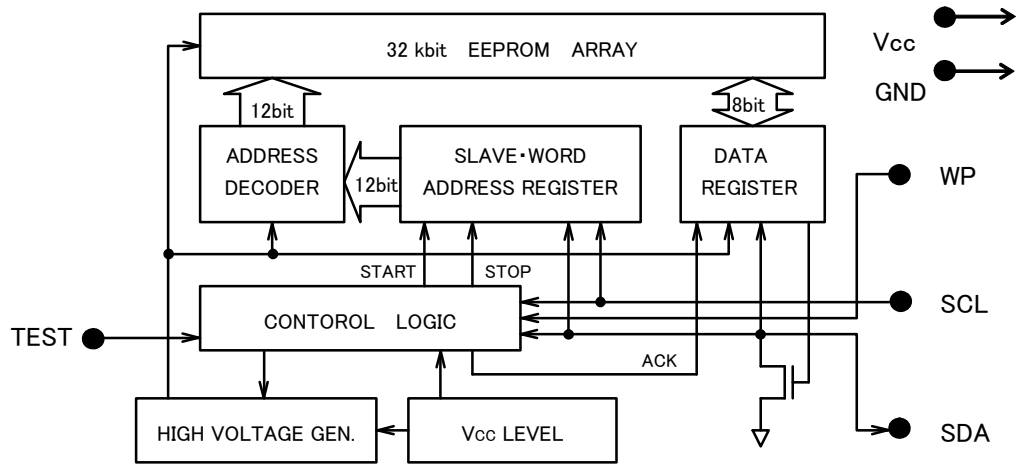 32 kbit EEPROM ARRAY
Vcc
GND
12bit
8bit
ADDRESS
DECODER
12bit
SLAVE・WORD
ADDRESS REGISTER
DATA
REGISTER
WP
START
STOP
SCL
TEST
CONTOROL LOGIC
ACK
HIGH VOLTAGE GEN.
Vcc LEVEL
SDA